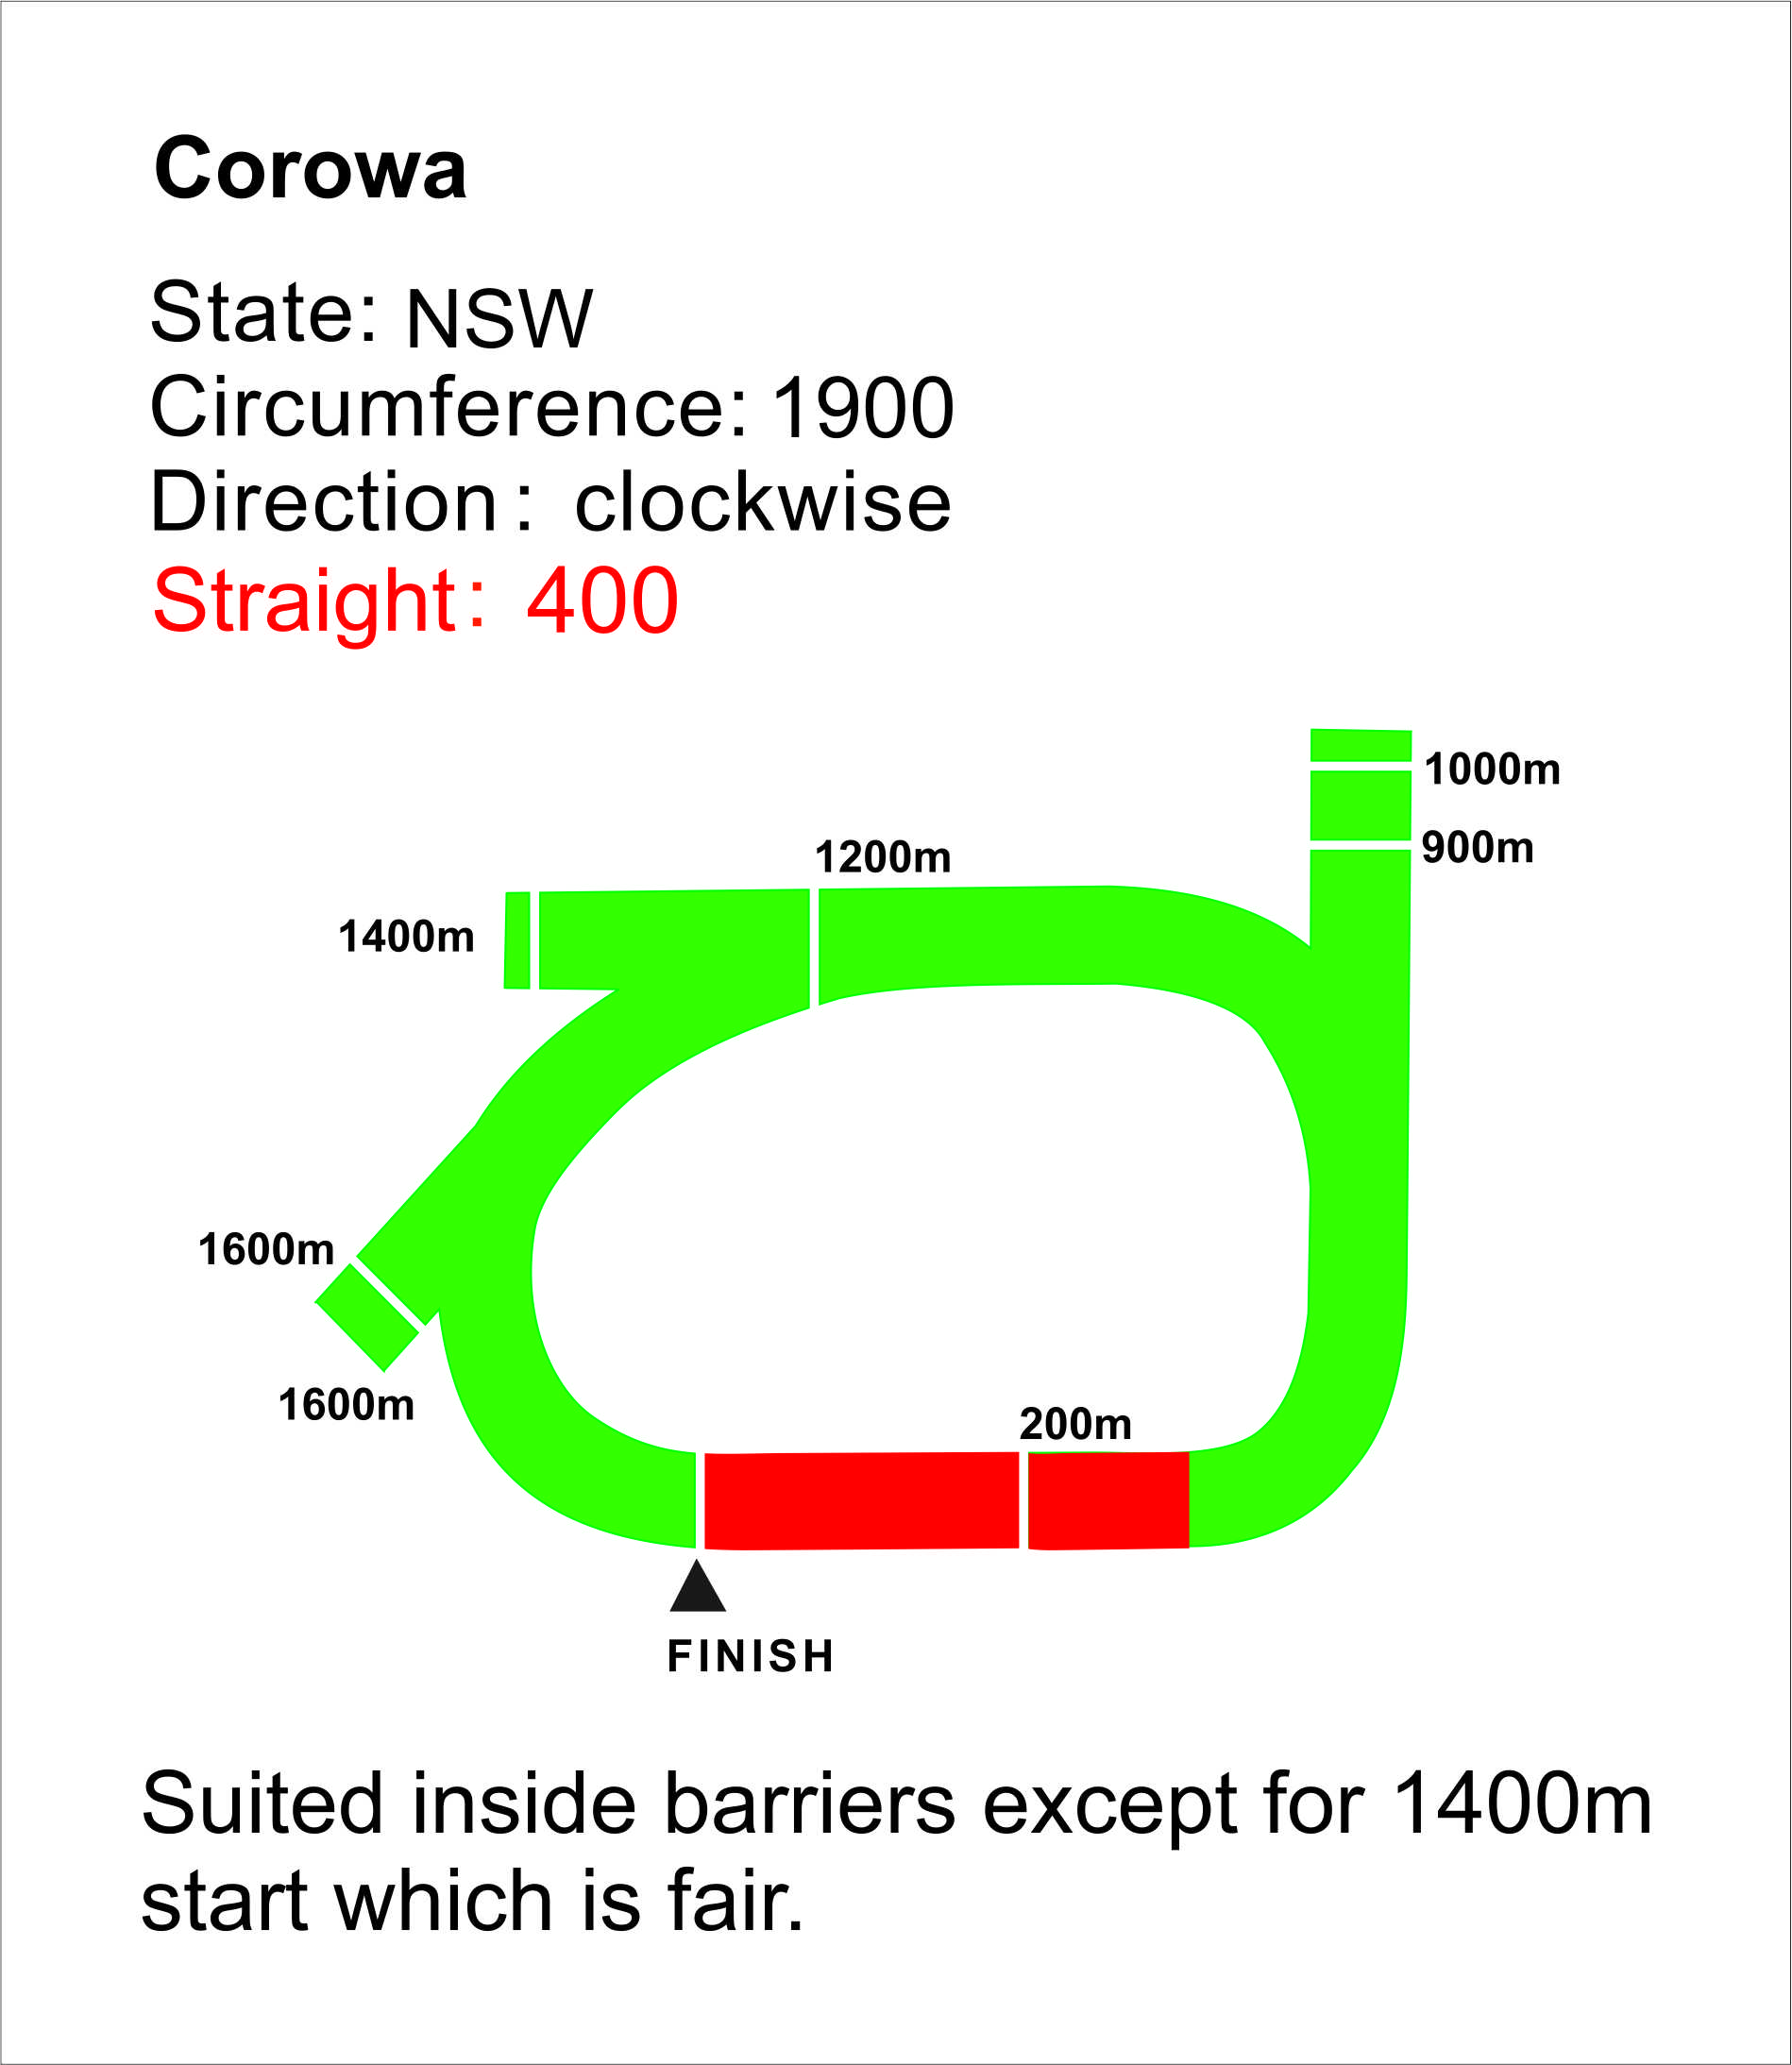 Corowa
State: NSW
Circumference: 1900
Direction : clockwise
Straight : 400
1000m
900m
1200m
1400m
1600m
1600m
200m
FINISH
Suited inside barriers except for 1400m
start which is fair.